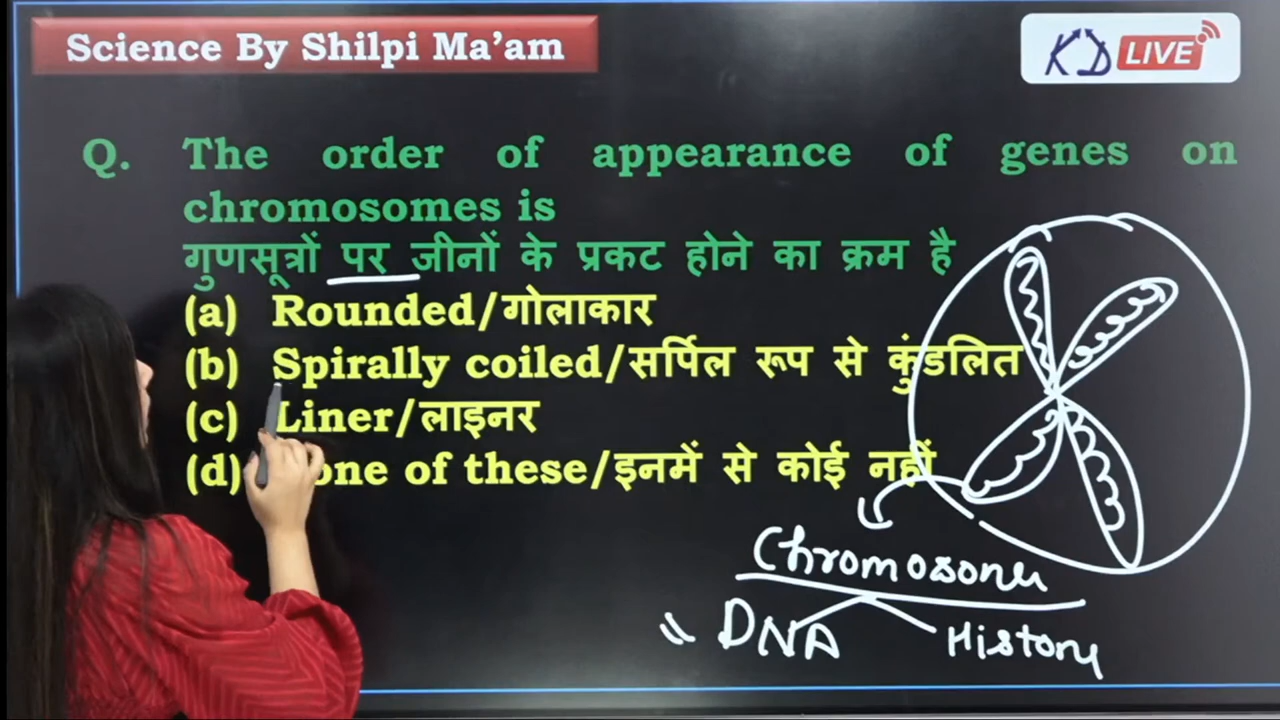 Science By Shilpi Ma'am
KD LIVE
Q. The order of appearance of genes on
chromosomes is
गुणसूत्रों पर जीनों के प्रकट होने का क्रम है
(a) Rounded/गोलाकार
(b) Spirally coiled/सर्पिल रूप से कुंडलित
(c) Liner/लाइनर
(d) one of these/इनमें से कोई नहीं
Chromosome
DNA History